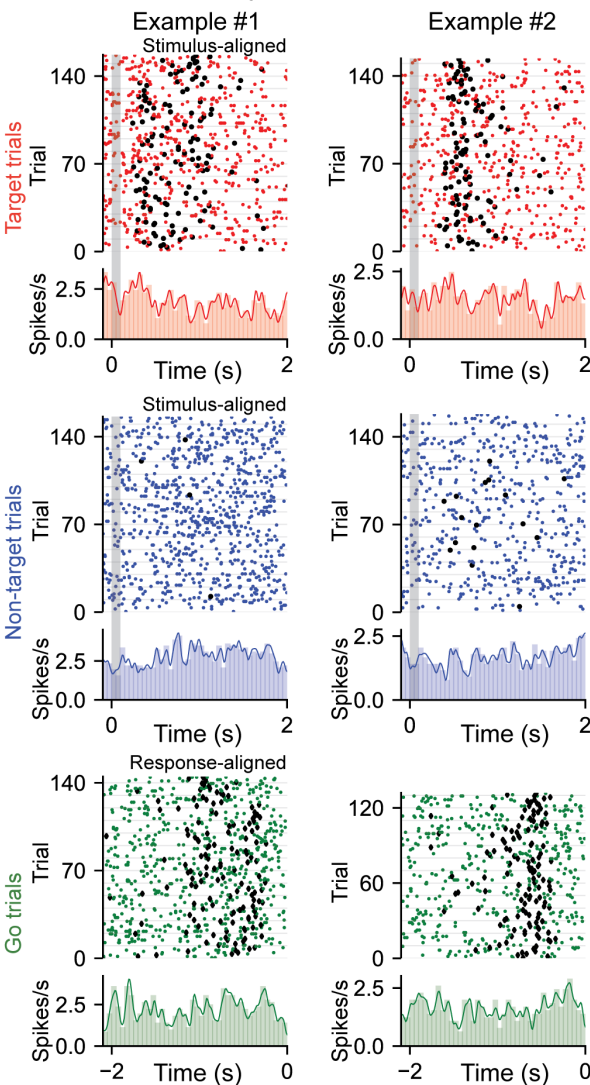 Example #1
Example #2
Stimulus-aligned
Target trials
Trial
140
70
0
Trial
140
70
0
Spikes/s
2.5
0.0
Spikes/s
2.5
0.0
0
2
Time (s)
0
2
Time (s)
Stimulus-aligned
Non-target trials
Trial
140
70
0
Trial
140
70
0
Spikes/s
2.5
0.0
Spikes/s
2.5
0.0
0
2
Time (s)
0
2
Time (s)
Response-aligned
Go trials
Trial
140
70
0
Trial
120
60
0
Spikes/s
2.5
0.0
Spikes/s
2.5
0.0
−2
0
Time (s)
−2
0
Time (s)